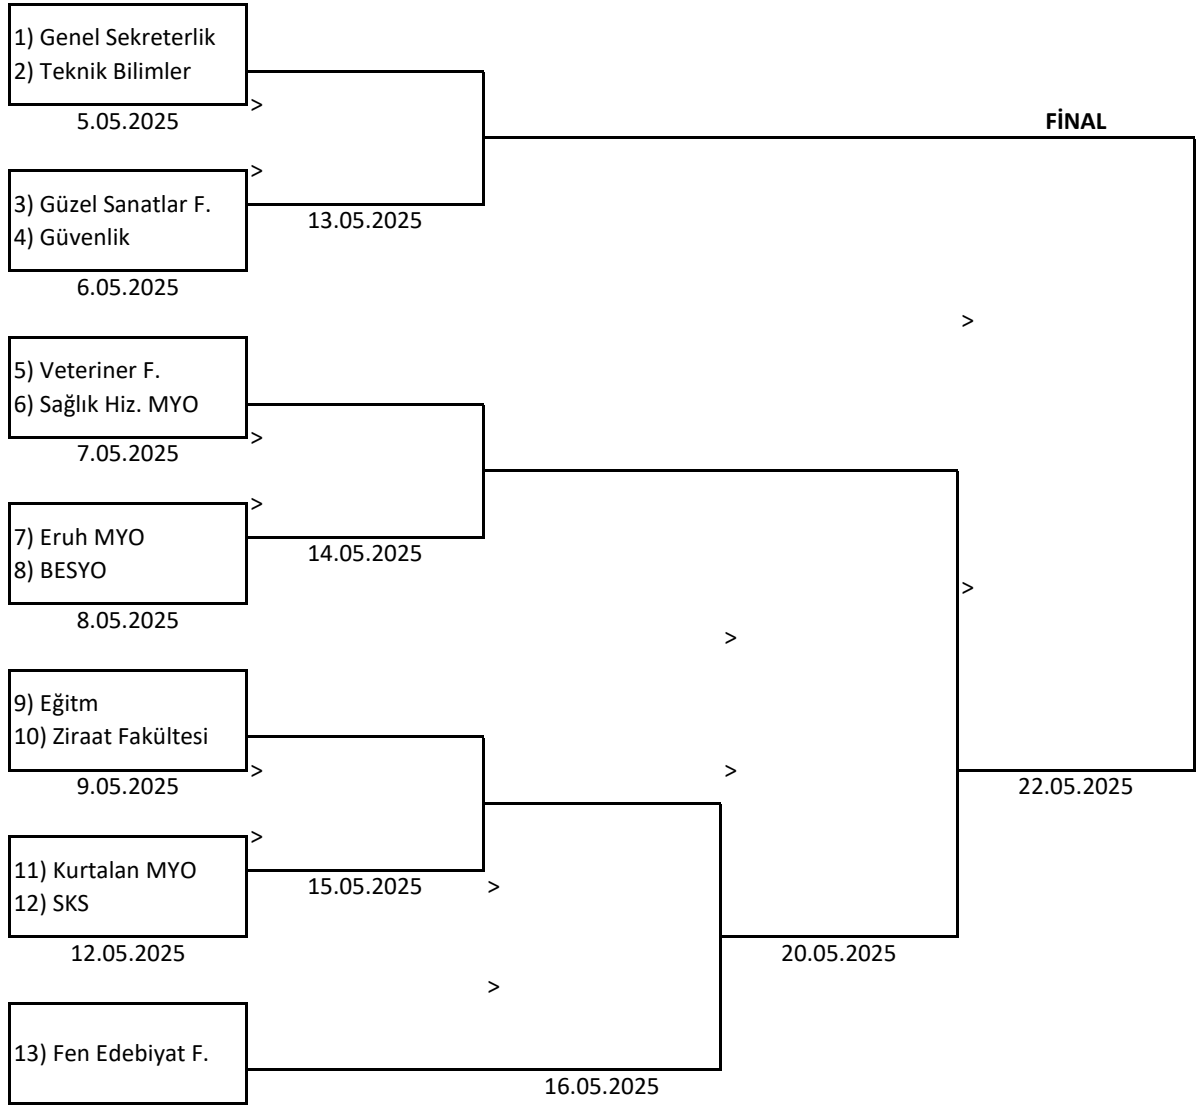 1) Genel Sekreterlik
2) Teknik Bilimler
>
5.05.2025
FİNAL
>
3) Güzel Sanatlar F.
4) Güvenlik
13.05.2025
6.05.2025
>
5) Veteriner F.
6) Sağlık Hiz. MYO
>
7.05.2025
>
7) Eruh MYO
8) BESYO
14.05.2025
>
8.05.2025
>
9) Eğitm
10) Ziraat Fakültesi
>
>
9.05.2025
22.05.2025
>
11) Kurtalan MYO
12) SKS
15.05.2025
>
12.05.2025
20.05.2025
>
13) Fen Edebiyat F.
16.05.2025